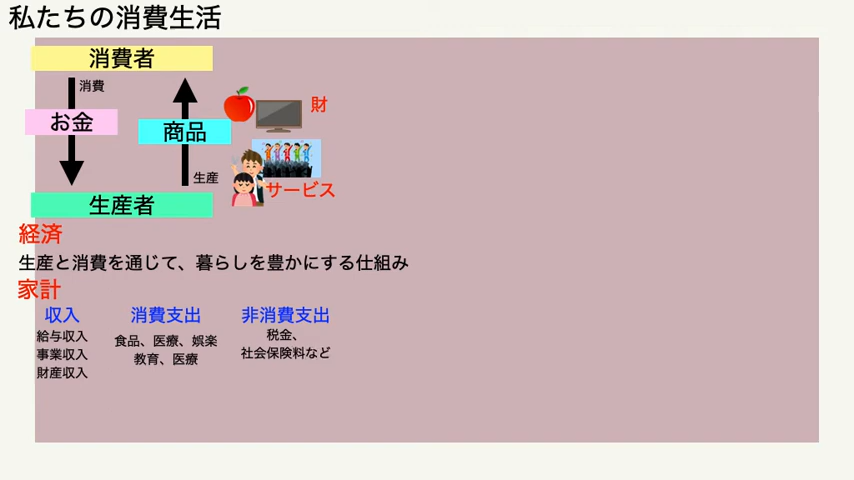 私たちの消費生活
消費者
消費
お金
商品
財
生産
サービス
生産者
経済
生産と消費を通じて、暮らしを豊かにする仕組み
家計
収入
給与収入
事業収入
財産収入
消費支出
食品、医療、娯楽
教育、医療
非消費支出
税金、
社会保険料など